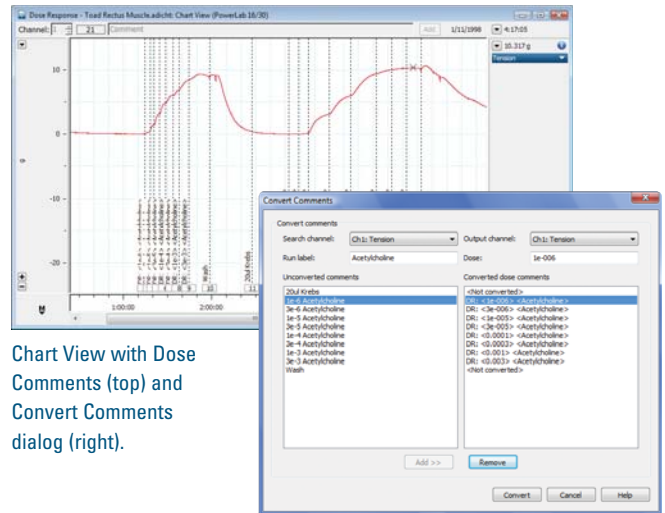 Dose Response - Toad Rectus Muscle.adicht: Chart View (PowerLab 16/30)
Channel: 1 21 Comment Add 1/11/1998 4:17:05
10.317 g
Tension
10
0
g
-10
-20
Wash
20ul Krebs
8 9 10 11
1:00:00 2:00:00
Convert Comments
Convert comments
Search channel: Ch1: Tension Output channel: Ch1: Tension
Run label: Acetylcholine Dose: 1e-006
Unconverted comments Converted dose comments
20ul Krebs <Not converted>
1e-6 Acetylcholine DR: <1e-006> <Acetylcholine>
3e-6 Acetylcholine DR: <3e-006> <Acetylcholine>
1e-5 Acetylcholine DR: <1e-005> <Acetylcholine>
3e-5 Acetylcholine DR: <3e-005> <Acetylcholine>
1e-4 Acetylcholine DR: <0.0001> <Acetylcholine>
3e-4 Acetylcholine DR: <0.0003> <Acetylcholine>
1e-3 Acetylcholine DR: <0.001> <Acetylcholine>
3e-3 Acetylcholine DR: <0.003> <Acetylcholine>
Wash <Not converted>
Add >> Remove
Convert Cancel Help
Chart View with Dose
Comments (top) and
Convert Comments
dialog (right).